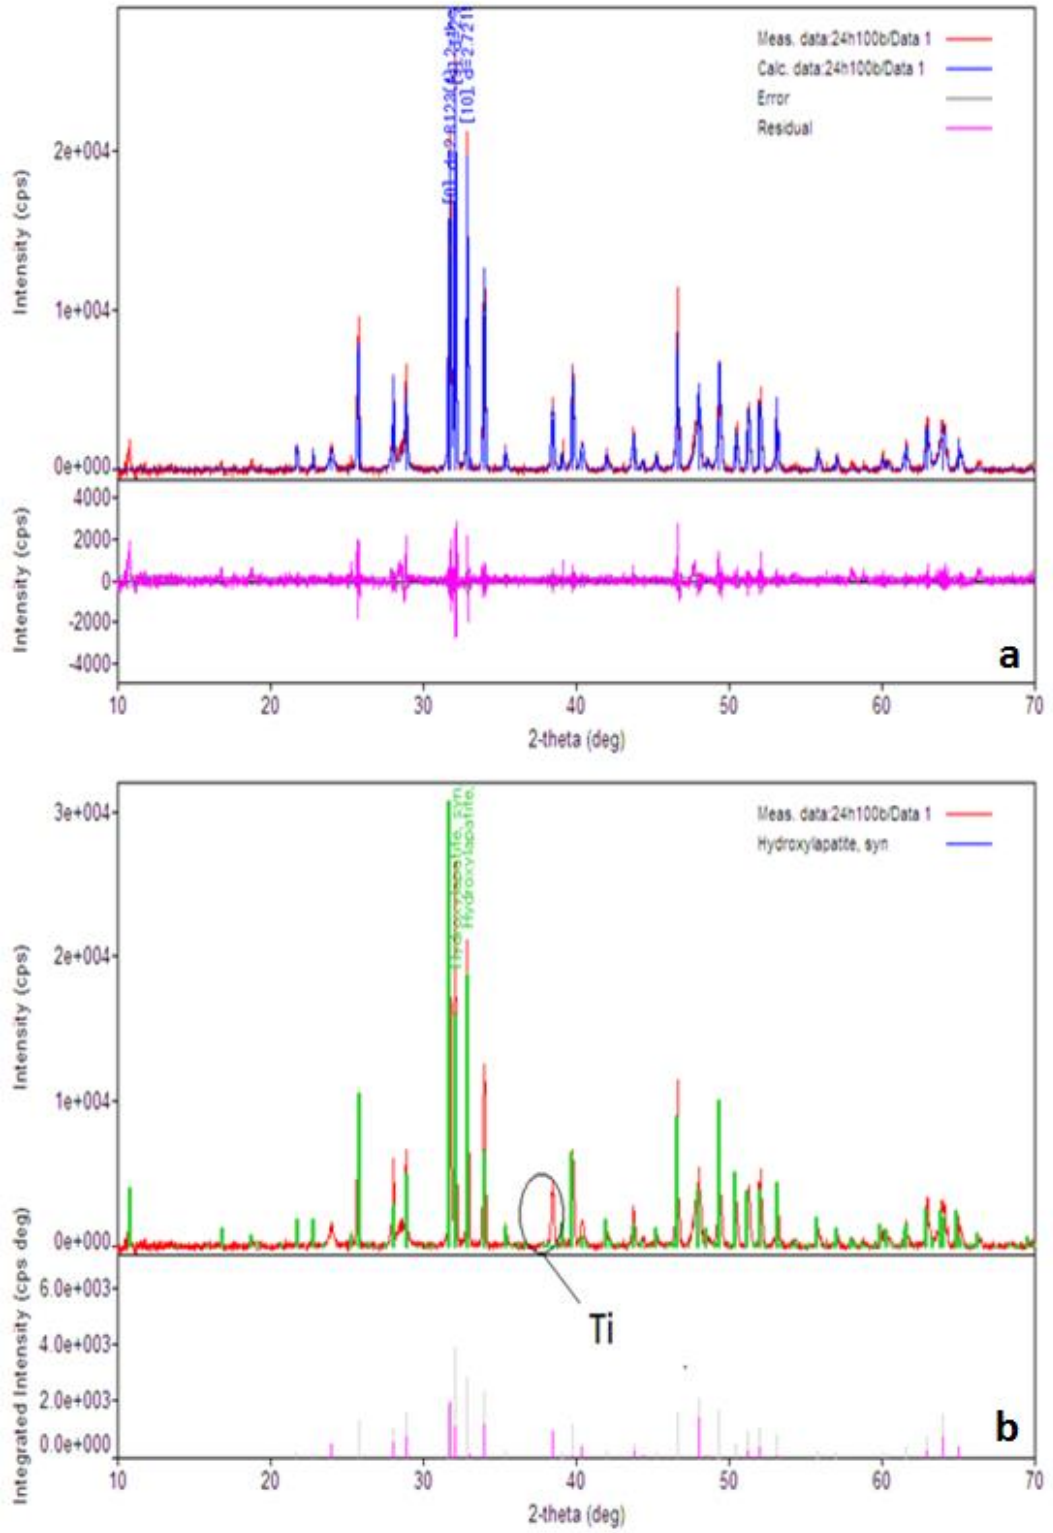 Meas. data:24h100b/Data 1
Calc. data:24h100b/Data 1
Error
Residual
[10] d=2.721
Intensity (cps)
2e+004
1e+004
0e+000
Intensity (cps)
4000
2000
0
-2000
-4000
a
10 20 30 40 50 60 70
2-theta (deg)
Meas. data:24h100b/Data 1
Hydroxylapatite, syn
Hydroxylapatite, syn
Hydroxylapatite,
Intensity (cps)
3e+004
2e+004
1e+004
0e+000
Ti
Integrated Intensity (cps deg)
6.0e+003
4.0e+003
2.0e+003
0.0e+000
b
10 20 30 40 50 60 70
2-theta (deg)